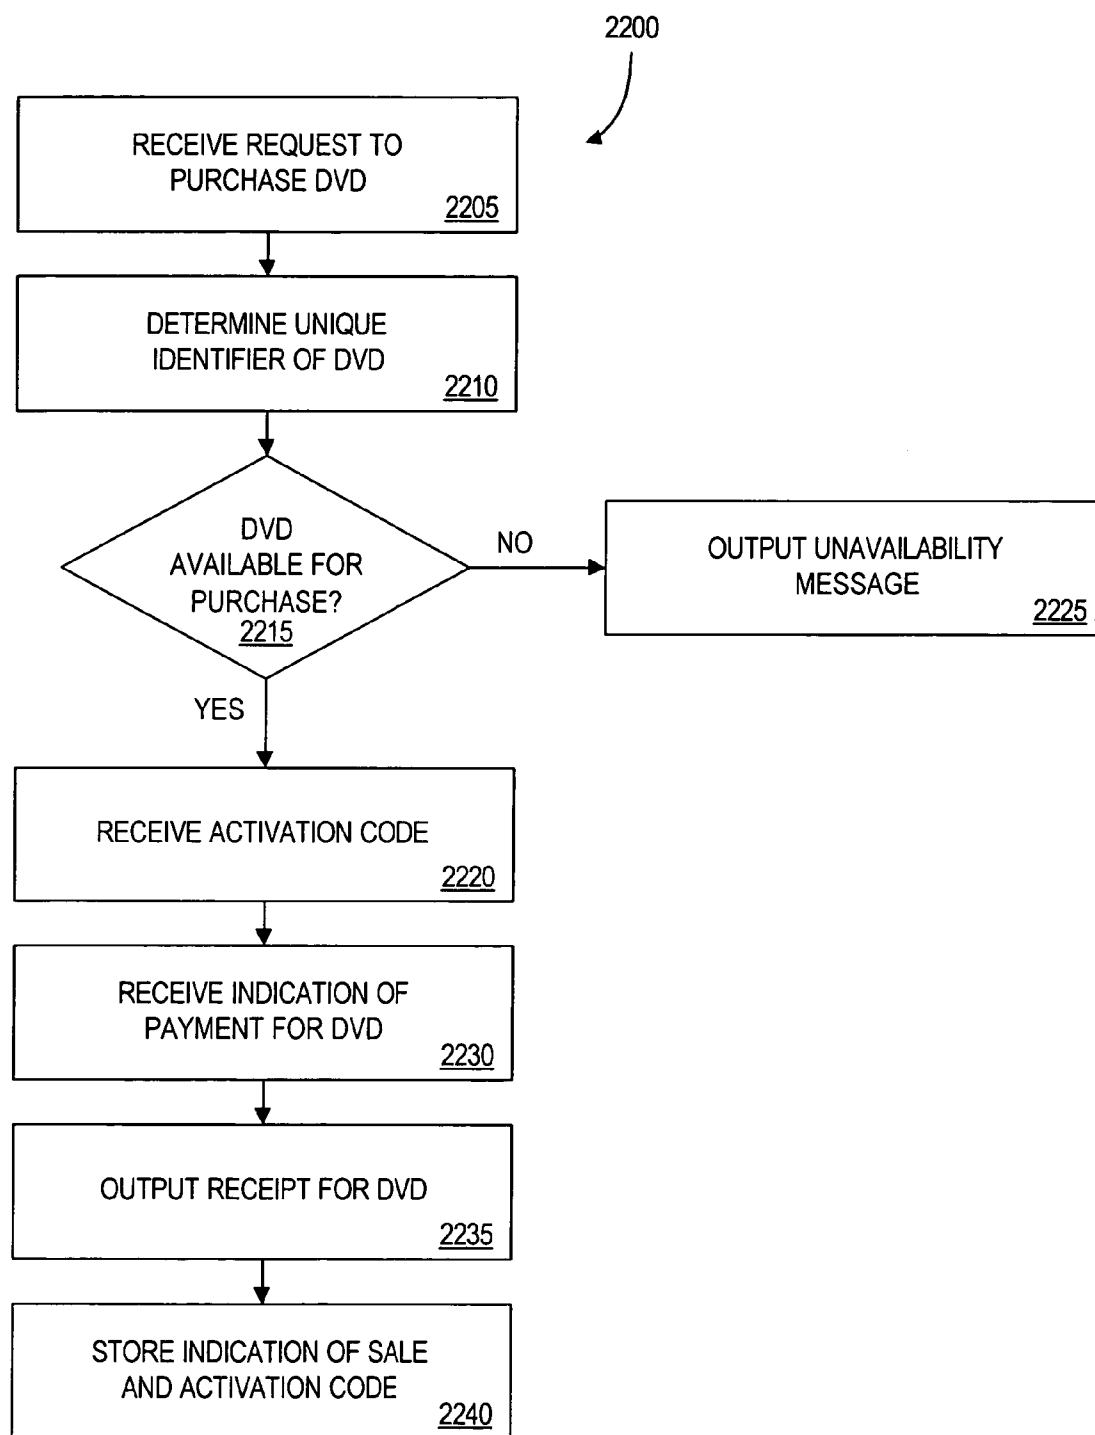 2200
RECEIVE REQUEST TO
PURCHASE DVD
2205
DETERMINE UNIQUE
IDENTIFIER OF DVD
2210
DVD
AVAILABLE FOR
PURCHASE?
2215
NO
OUTPUT UNAVAILABILITY
MESSAGE
2225
YES
RECEIVE ACTIVATION CODE
2220
RECEIVE INDICATION OF
PAYMENT FOR DVD
2230
OUTPUT RECEIPT FOR DVD
2235
STORE INDICATION OF SALE
AND ACTIVATION CODE
2240